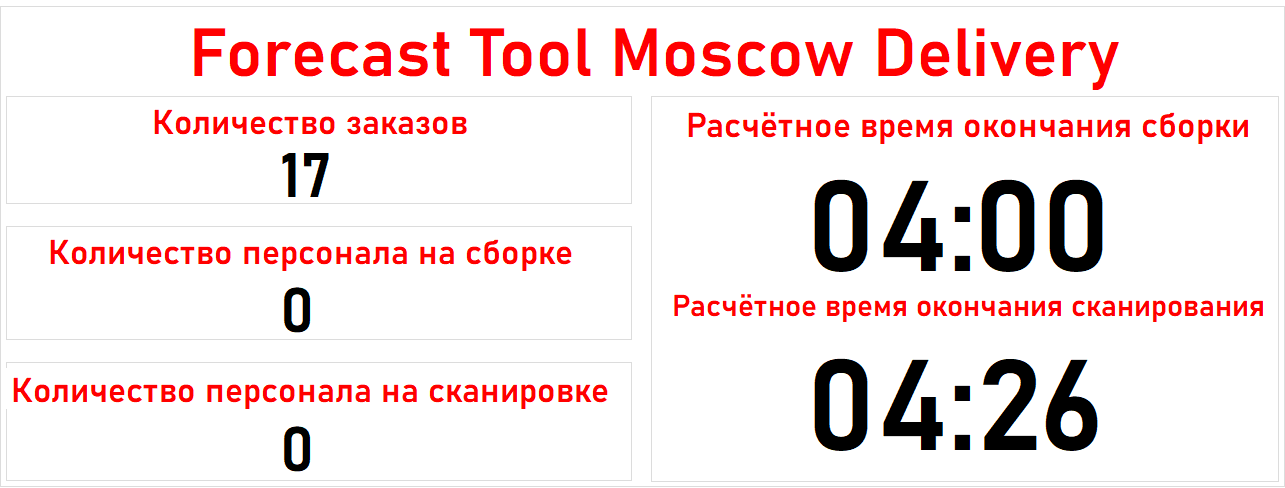 Forecast Tool Moscow Delivery
Количество заказов
17
Количество персонала на сборке
0
Количество персонала на сканировке
0
Расчётное время окончания сборки
04:00
Расчётное время окончания сканирования
04:26